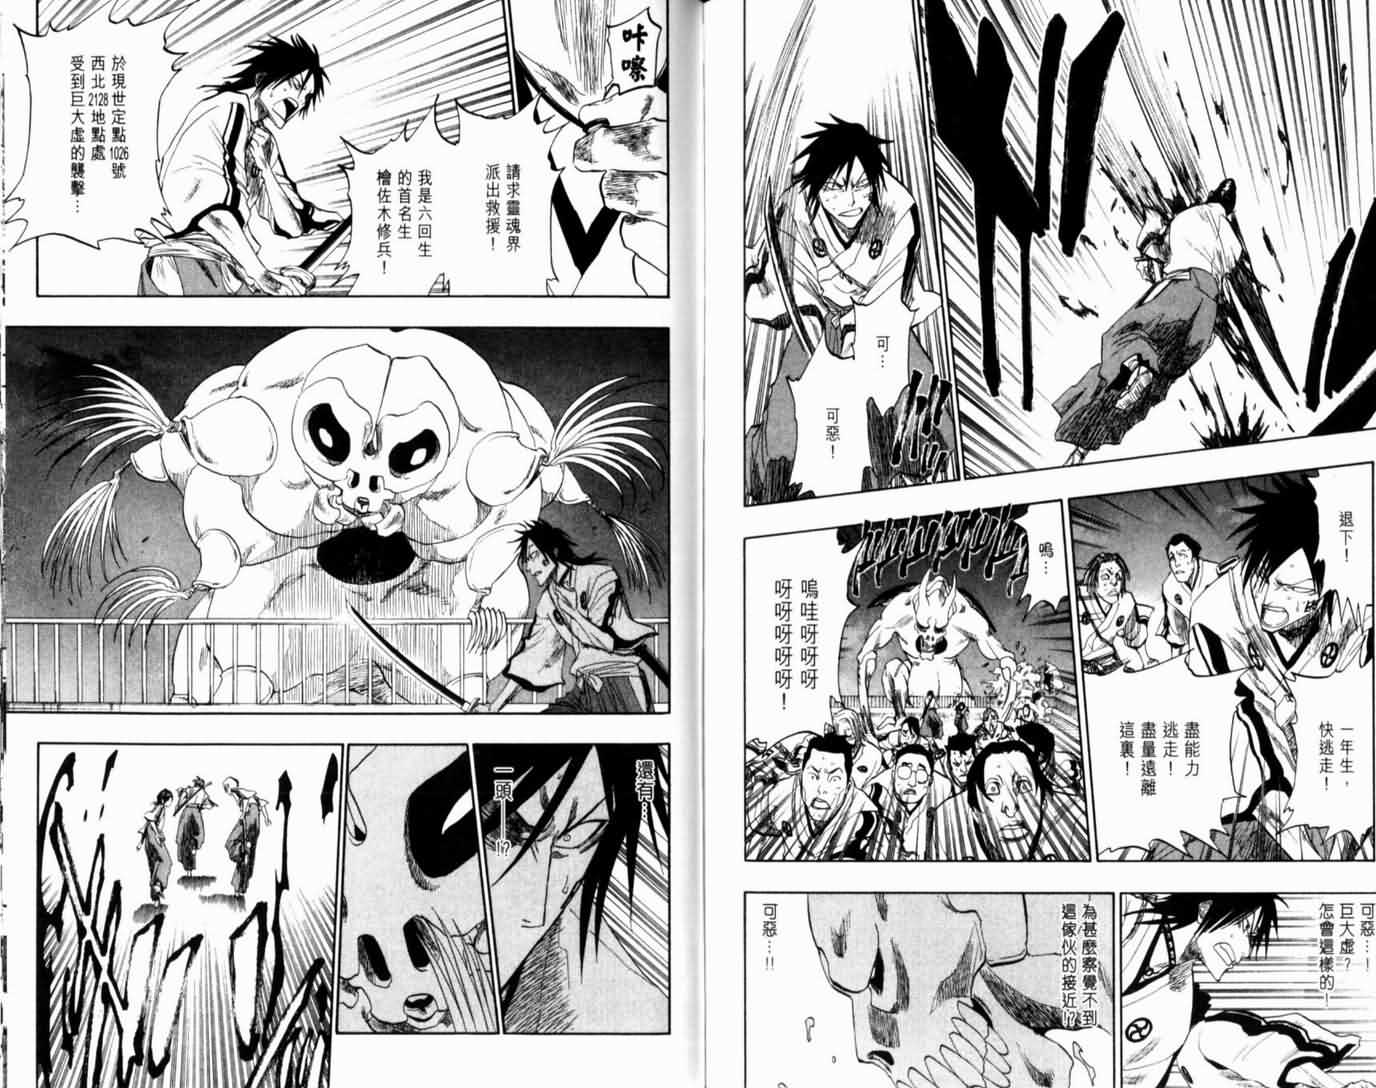 可…
可惡！
退下！
一年生，
快逃走！
盡能力
逃走！
盡量遠離
這裏！
嗚…
嗚哇呀呀呀
呀呀呀呀呀！
可惡…！
巨大虛？
怎會這樣的！
為甚麼察覺不到
這傢伙的接近!?
可惡…!!
咔嚓
請求靈魂界
派出救援！
我是六回生
的首名生
檜佐木修兵！
於現世定點1026號
西北2128地點處
受到巨大虛的襲擊…
還有…
一頭──!?